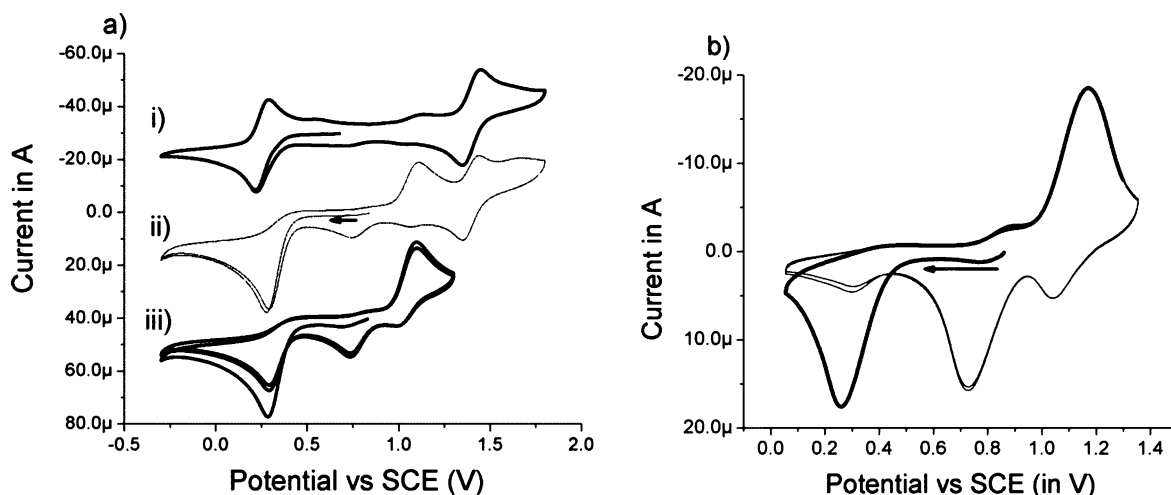 a)
-60.0µ
-40.0µ
-20.0µ
0.0
20.0µ
40.0µ
60.0µ
80.0µ
Current in A
i)
ii)
iii)
-0.5 0.0 0.5 1.0 1.5 2.0
Potential vs SCE (V)
b)
-20.0µ
-10.0µ
0.0
10.0µ
20.0µ
Current in A
0.0 0.2 0.4 0.6 0.8 1.0 1.2 1.4
Potential vs SCE (in V)